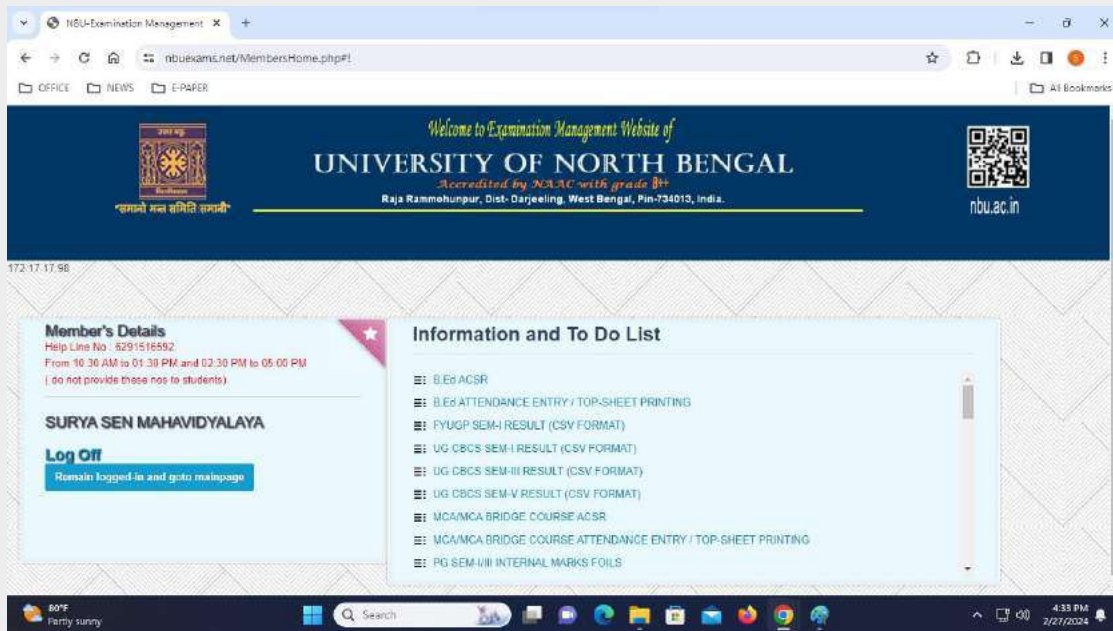 NBU-Examination Management
nbuexams.net/MembersHome.php#!
OFFICE NEWS E-PAPER
All Bookmarks
Welcome to Examination Management Website of
UNIVERSITY OF NORTH BENGAL
Accredited by NAAC with grade B++
Raja Rammohunpur, Dist- Darjeeling, West Bengal, Pin-734013, India.
nbu.ac.in
172.17.17.98
Member's Details
Help Line No : 6291516592
From 10.30 AM to 01.30 PM and 02.30 PM to 05.00 PM
( do not provide these nos to students)
SURYA SEN MAHAVIDYALAYA
Log Off
Remain logged-in and goto mainpage
Information and To Do List
B.Ed ACSR
B.Ed ATTENDANCE ENTRY / TOP-SHEET PRINTING
FYUGP SEM-I RESULT (CSV FORMAT)
UG CBCS SEM-I RESULT (CSV FORMAT)
UG CBCS SEM-III RESULT (CSV FORMAT)
UG CBCS SEM-V RESULT (CSV FORMAT)
MCA/MCA BRIDGE COURSE ACSR
MCA/MCA BRIDGE COURSE ATTENDANCE ENTRY / TOP-SHEET PRINTING
PG SEM-I/III INTERNAL MARKS FOILS
80°F
Partly sunny
Search
4:33 PM
2/27/2024